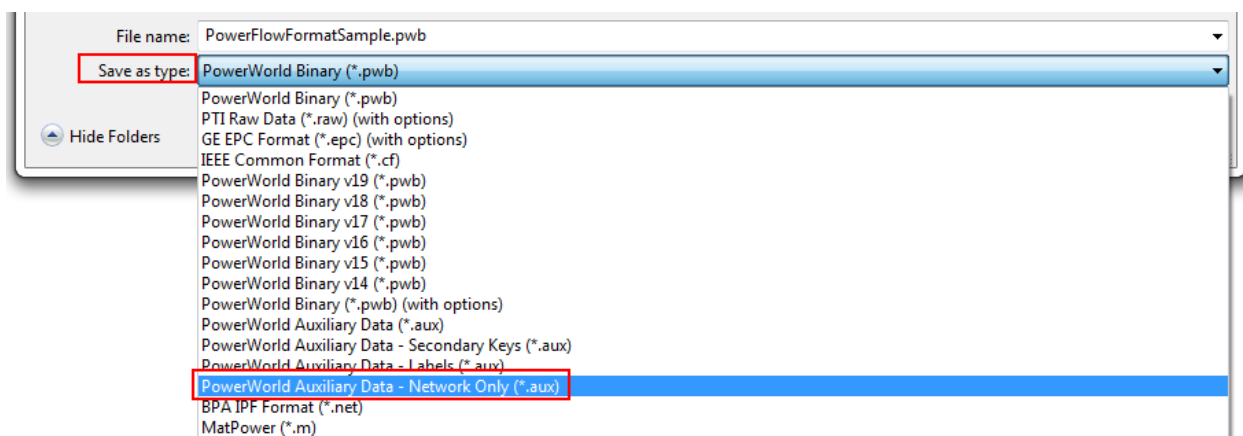 File name: PowerFlowFormatSample.pwb
Save as type: PowerWorld Binary (*.pwb)
PowerWorld Binary (*.pwb)
PTI Raw Data (*.raw) (with options)
Hide Folders
GE EPC Format (*.epc) (with options)
IEEE Common Format (*.cf)
PowerWorld Binary v19 (*.pwb)
PowerWorld Binary v18 (*.pwb)
PowerWorld Binary v17 (*.pwb)
PowerWorld Binary v16 (*.pwb)
PowerWorld Binary v15 (*.pwb)
PowerWorld Binary v14 (*.pwb)
PowerWorld Binary (*.pwb) (with options)
PowerWorld Auxiliary Data (*.aux)
PowerWorld Auxiliary Data - Secondary Keys (*.aux)
PowerWorld Auxiliary Data - Labels (*.aux)
PowerWorld Auxiliary Data - Network Only (*.aux)
BPA IPF Format (*.net)
MatPower (*.m)